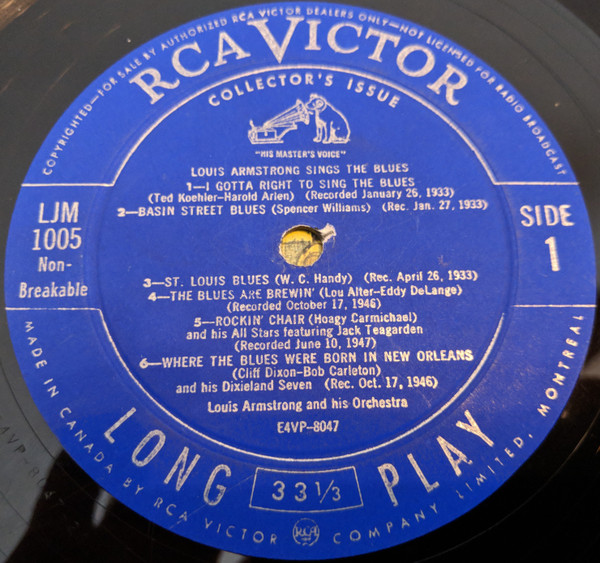 COPYRIGHTED—FOR SALE BY AUTHORIZED RCA VICTOR DEALERS ONLY—NOT LICENSED FOR RADIO BROADCAST
RCA VICTOR
COLLECTOR'S ISSUE
"HIS MASTER'S VOICE"
LOUIS ARMSTRONG SINGS THE BLUES
1—I GOTTA RIGHT TO SING THE BLUES
(Ted Koehler-Harold Arlen) (Recorded January 26, 1933)
2—BASIN STREET BLUES (Spencer Williams) (Rec. Jan. 27, 1933)
LJM
1005
Non-
Breakable
SIDE
1
3—ST. LOUIS BLUES (W. C. Handy) (Rec. April 26, 1933)
4—THE BLUES ARE BREWIN' (Lou Alter-Eddy DeLange)
(Recorded October 17, 1946)
5—ROCKIN' CHAIR (Hoagy Carmichael)
and his All Stars featuring Jack Teagarden
(Recorded June 10, 1947)
6—WHERE THE BLUES WERE BORN IN NEW ORLEANS
(Cliff Dixon-Bob Carleton)
and his Dixieland Seven (Rec. Oct. 17, 1946)
Louis Armstrong and his Orchestra
E4VP-8047
LONG PLAY
33 1/3
MADE IN CANADA BY RCA VICTOR COMPANY LIMITED, MONTREAL